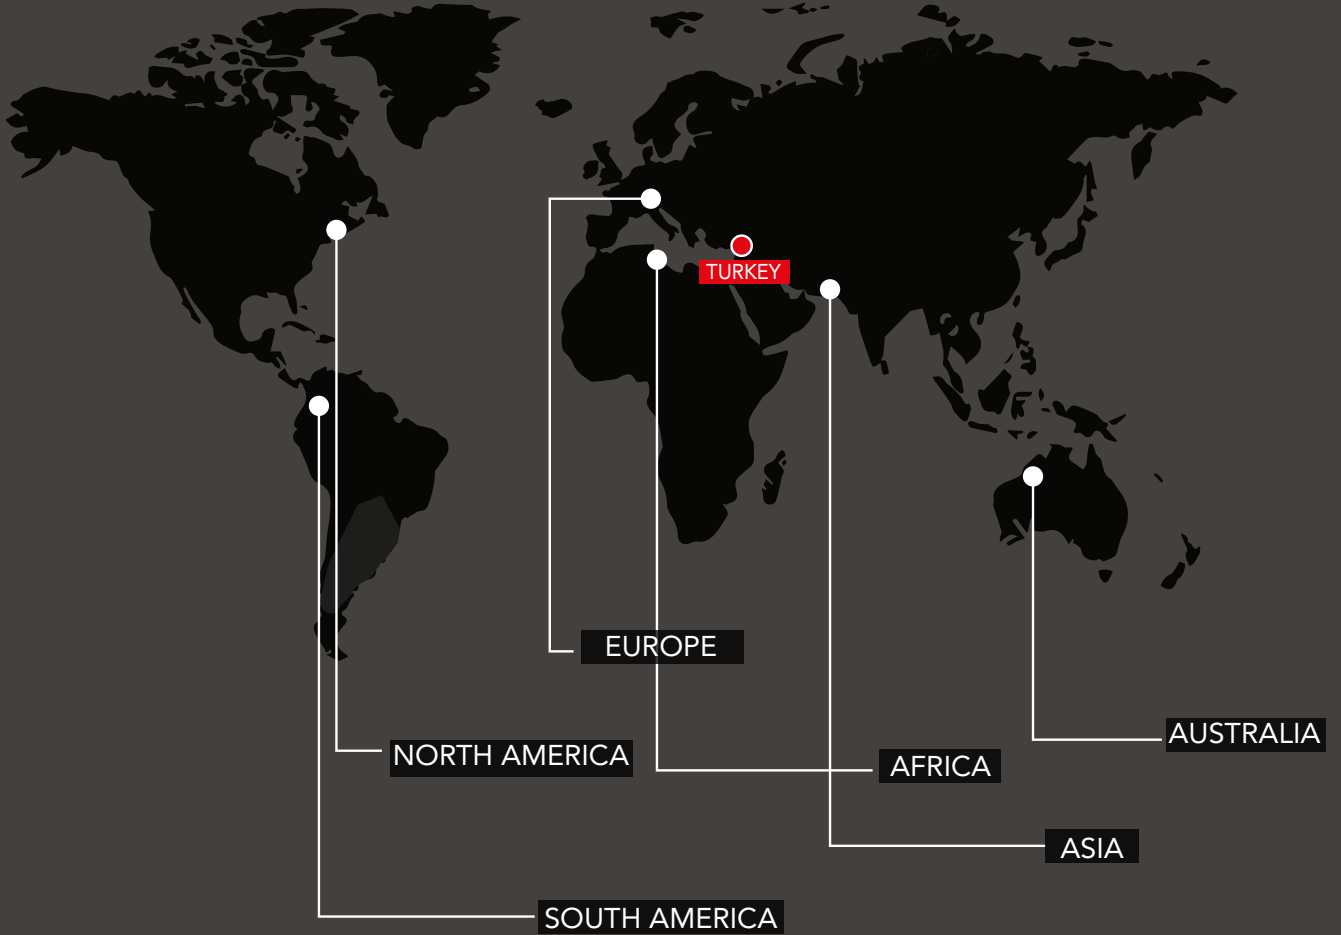 TURKEY
EUROPE
AUSTRALIA
NORTH AMERICA
AFRICA
ASIA
SOUTH AMERICA